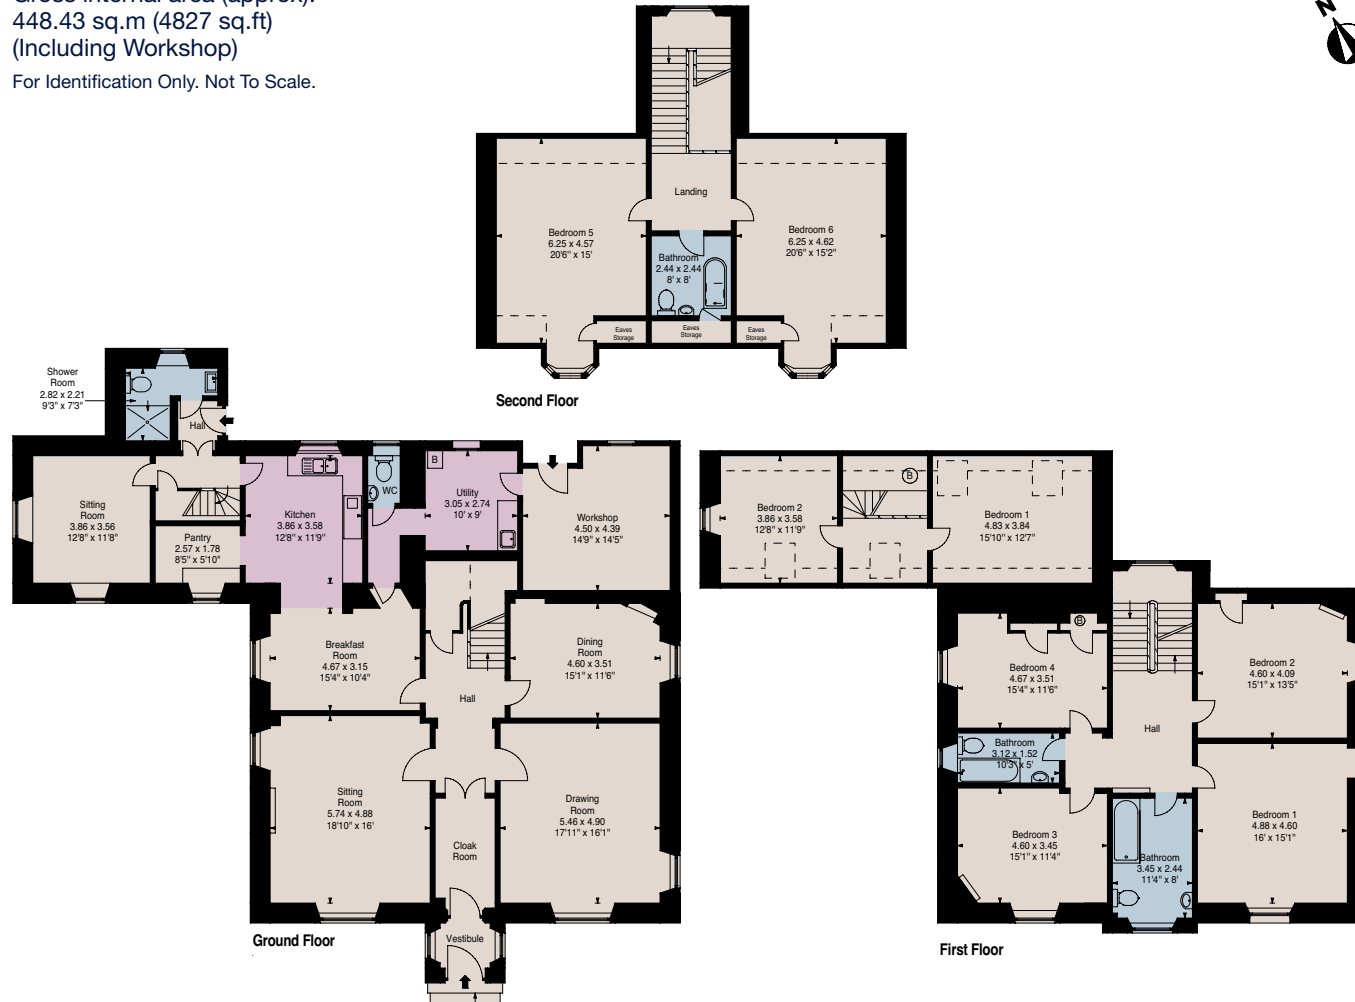 Gross internal area (approx):
448.43 sq.m (4827 sq.ft)
(Including Workshop)
For Identification Only. Not To Scale.
N
Landing
Bedroom 5
6.25 x 4.57
20'6" x 15'
Bedroom 6
6.25 x 4.62
20'6" x 15'2"
Bathroom
2.44 x 2.44
8' x 8'
Eaves
Storage
Eaves
Storage
Eaves
Storage
Second Floor
Shower
Room
2.82 x 2.21
9'3" x 7'3"
Hall
Sitting
Room
3.86 x 3.56
12'8" x 11'8"
Pantry
2.57 x 1.78
8'5" x 5'10"
Kitchen
3.86 x 3.58
12'8" x 11'9"
WC
B
Utility
3.05 x 2.74
10' x 9'
Workshop
4.50 x 4.39
14'9" x 14'5"
Breakfast
Room
4.67 x 3.15
15'4" x 10'4"
Dining
Room
4.60 x 3.51
15'1" x 11'6"
Hall
Sitting
Room
5.74 x 4.88
18'10" x 16'
Drawing
Room
5.46 x 4.90
17'11" x 16'1"
Cloak
Room
Vestibule
Ground Floor
Bedroom 2
3.86 x 3.58
12'8" x 11'9"
B
Bedroom 1
4.83 x 3.84
15'10" x 12'7"
B
Bedroom 4
4.67 x 3.51
15'4" x 11'6"
Bedroom 2
4.60 x 4.09
15'1" x 13'5"
Hall
Bathroom
3.12 x 1.52
10'3" x 5'
Bedroom 3
4.60 x 3.45
15'1" x 11'4"
Bathroom
3.45 x 2.44
11'4" x 8'
Bedroom 1
4.88 x 4.60
16' x 15'1"
First Floor